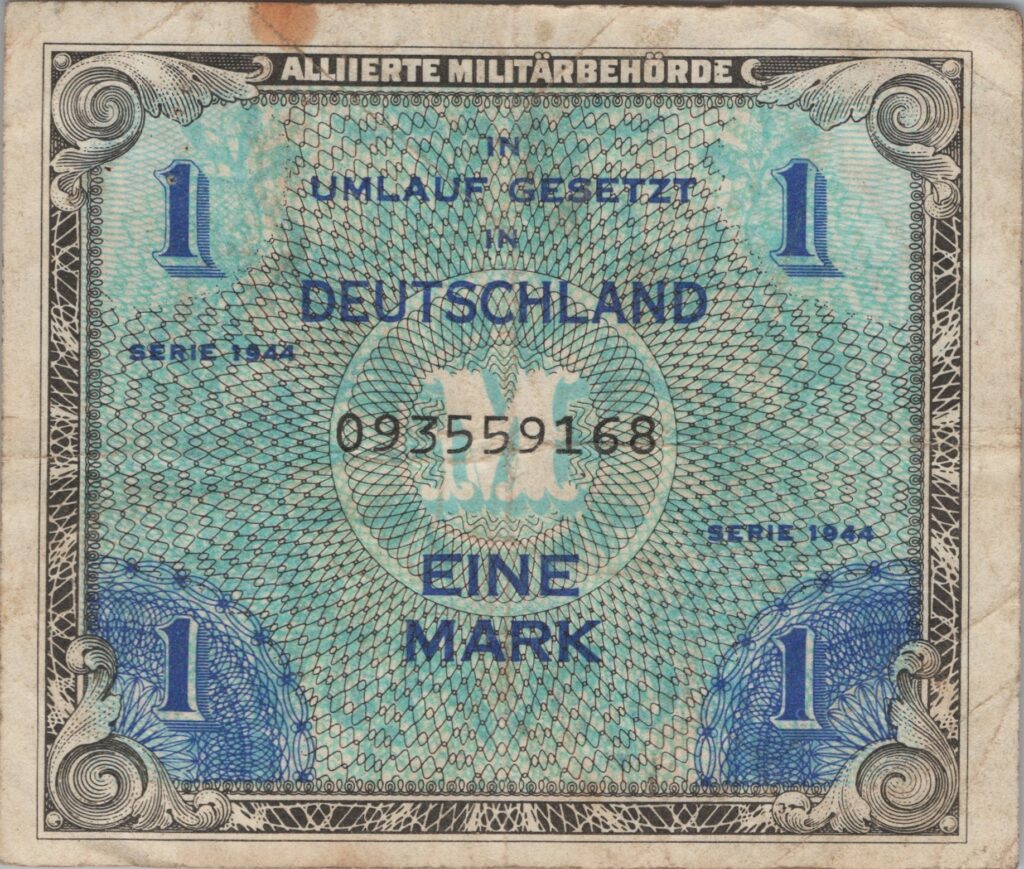 ALLIIERTE MILITÄRBEHÖRDE
IN
1 UMLAUF GESETZT 1
IN
DEUTSCHLAND
SERIE 1944
M
093559168
SERIE 1944
EINE
1 MARK 1